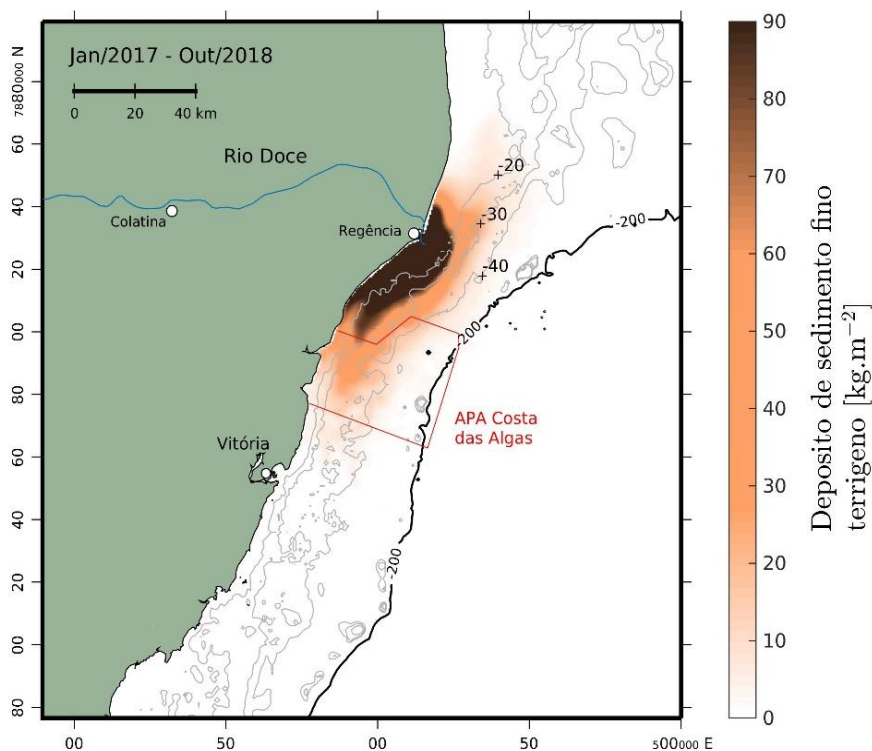 Jan/2017 - Out/2018
0 20 40 km
Rio Doce
Colatina
Regência
Vitória
-20
-30
-40
-200
-200
-200
APA Costa
das Algas
7880000 N
60
40
20
00
80
60
40
20
00
80
00
50
00
50
500000 E
90
80
70
60
50
40
30
20
10
0
Deposito de sedimento fino
terrigeno [kg.m−2]